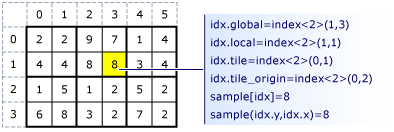 0 1 2 3 4 5
0 2 2 9 7 1 4
1 4 4 8 8 3 4
2 1 5 1 2 5 2
3 6 8 3 2 7 2
idx.global=index<2>(1,3)
idx.local=index<2>(1,1)
idx.tile=index<2>(0,1)
idx.tile_origin=index<2>(0,2)
sample[idx]=8
sample(idx.y,idx.x)=8